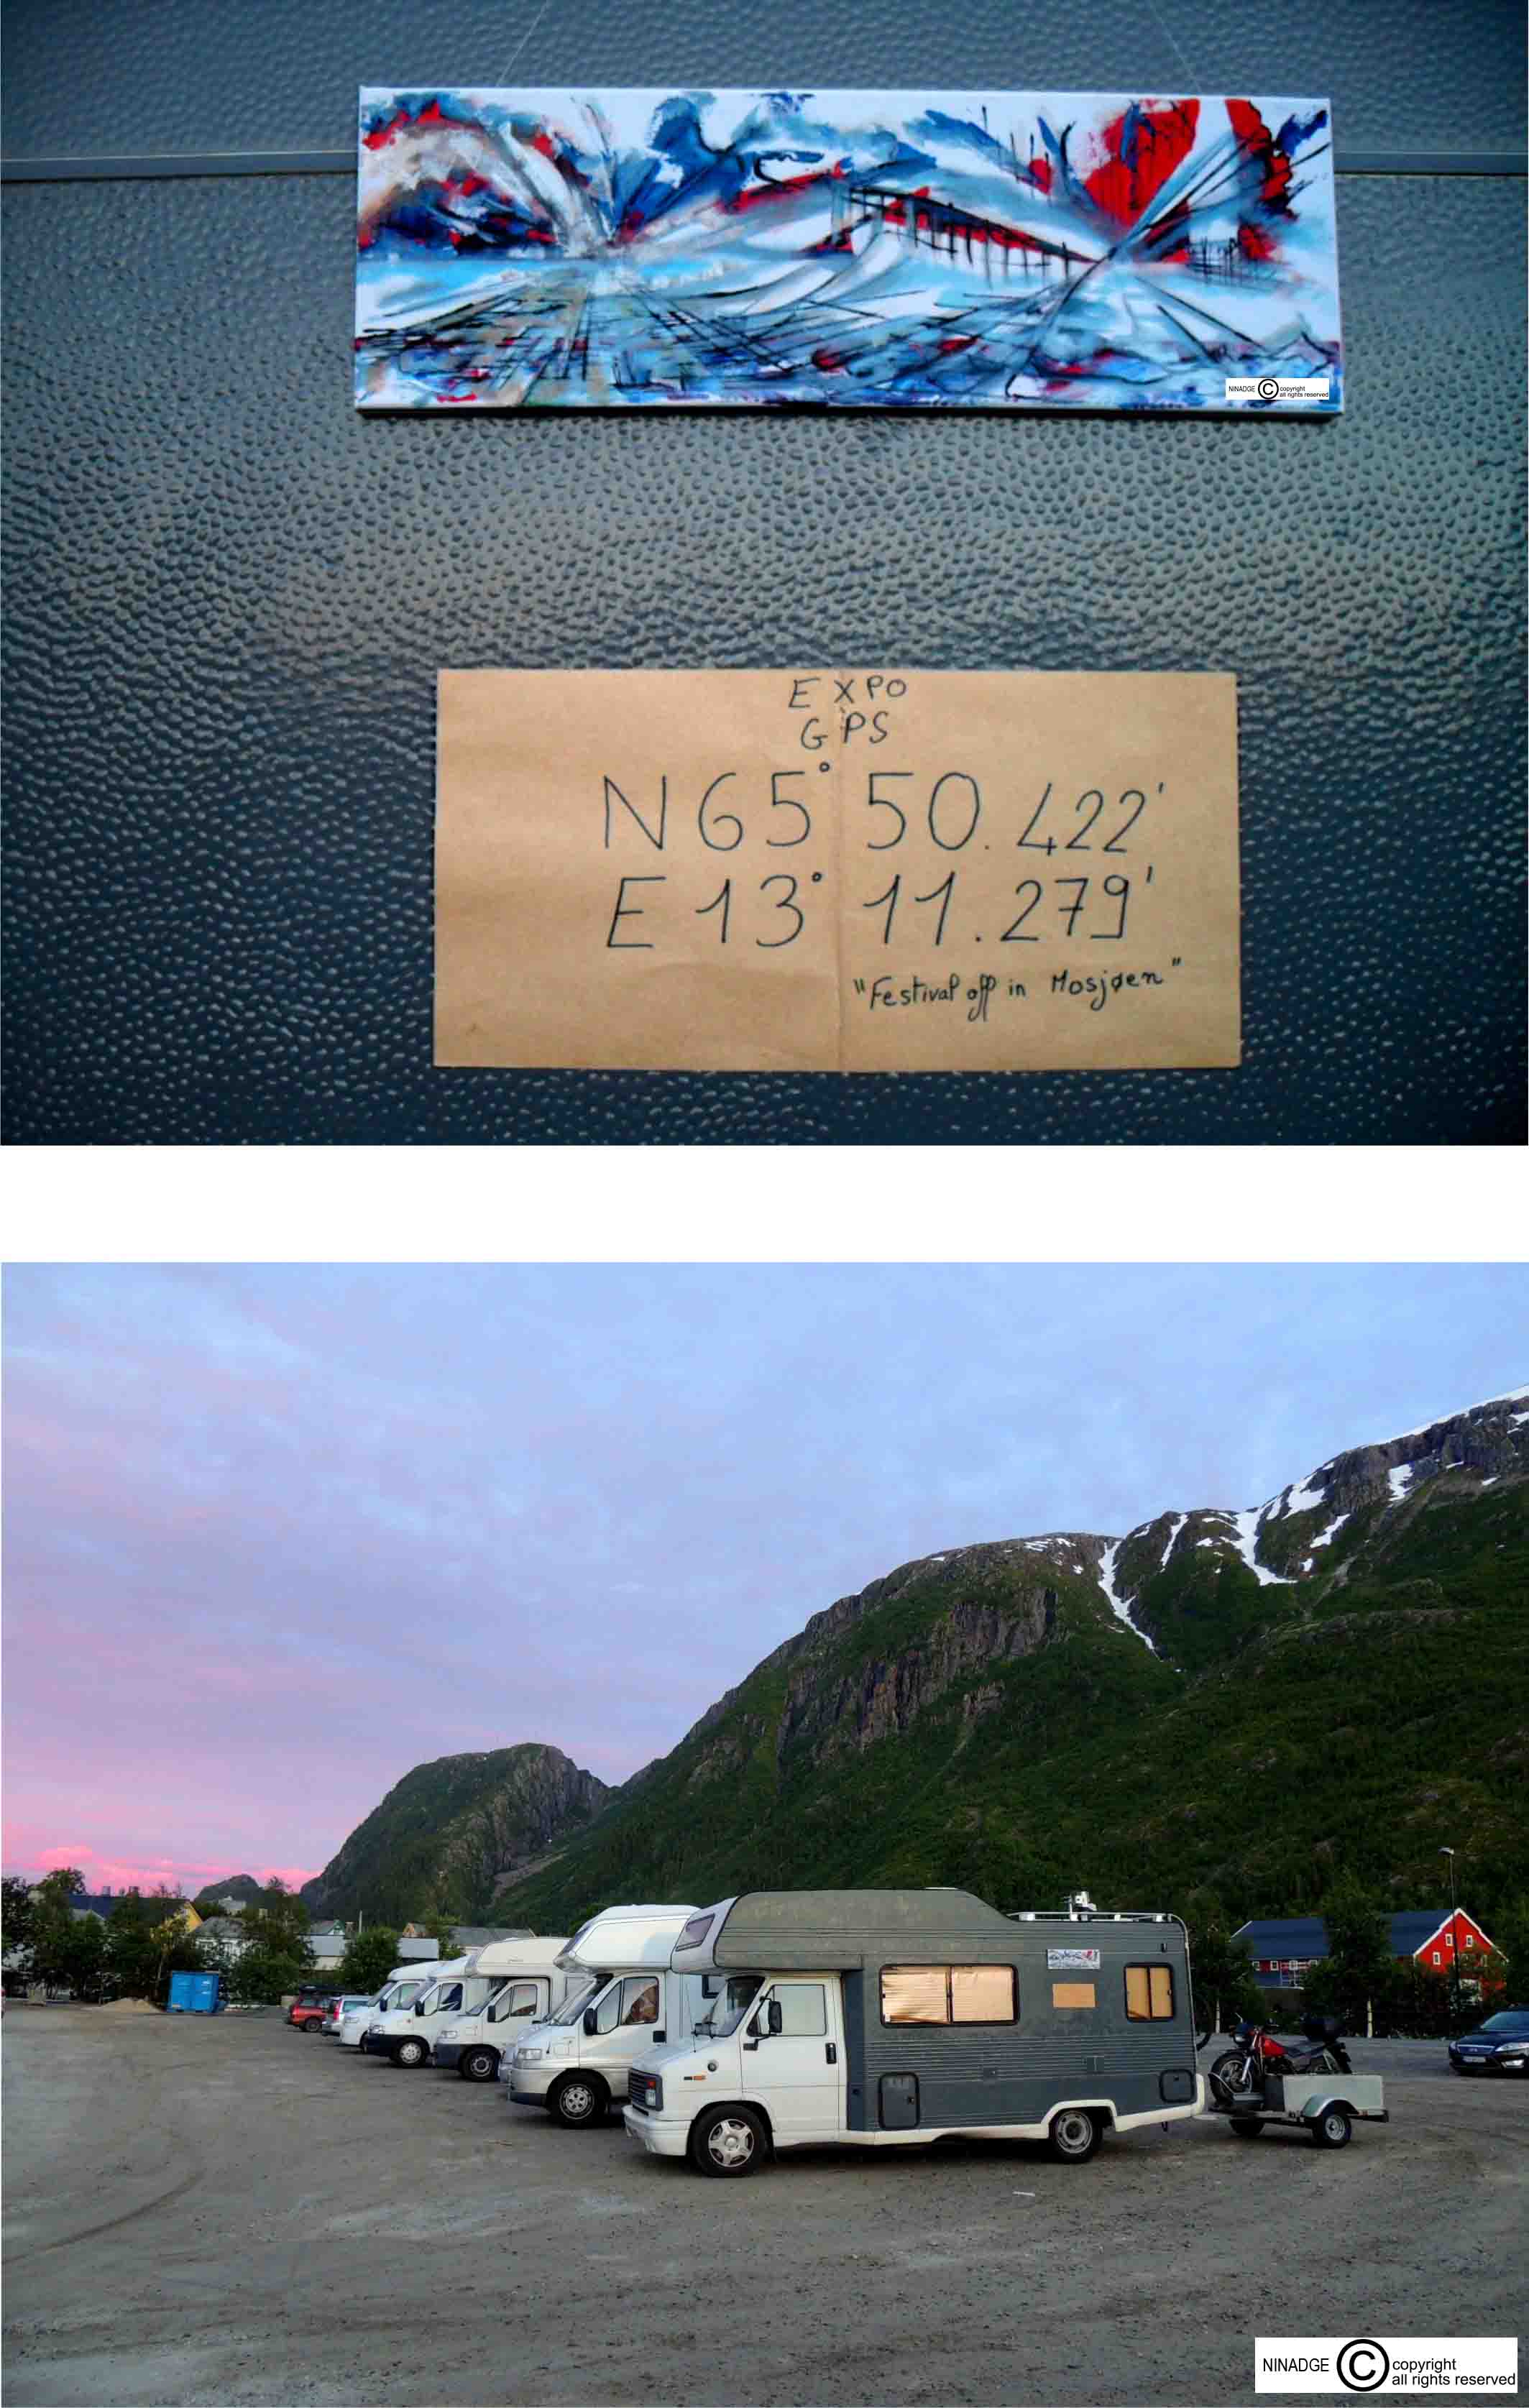 NINADGE © copyright
all rights reserved
EXPO
GPS
N65° 50.422'
E13° 11.279'
"Festival off in Mosjøen"
NINADGE © copyright
all rights reserved